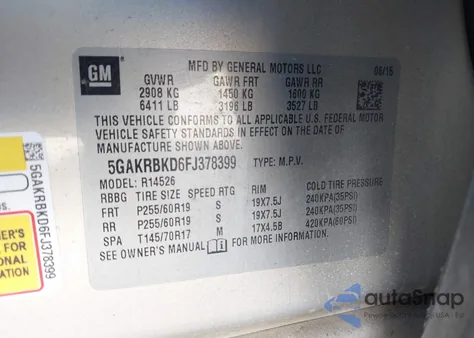 GM
MFD BY GENERAL MOTORS LLC 08/15
GVWR GAWR FRT GAWR RR
2908 KG 1450 KG 1600 KG
6411 LB 3196 LB 3527 LB
THIS VEHICLE CONFORMS TO ALL APPLICABLE U.S. FEDERAL MOTOR
VEHICLE SAFETY STANDARDS IN EFFECT ON THE DATE OF
MANUFACTURE SHOWN ABOVE.
5GAKRBKD6FJ378399 TYPE: M.P.V.
MODEL: R14526
RBBG TIRE SIZE SPEED RTG RIM COLD TIRE PRESSURE
FRT P255/60R19 S 19X7.5J 240KPA(35PSI)
RR P255/60R19 S 19X7.5J 240KPA(35PSI)
SPA T145/70R17 M 17X4.5B 420KPA(60PSI)
SEE OWNER'S MANUAL
5GAKRBKD6FJ378399
NER'S
FOR
ONAL
ATION
autoSnap